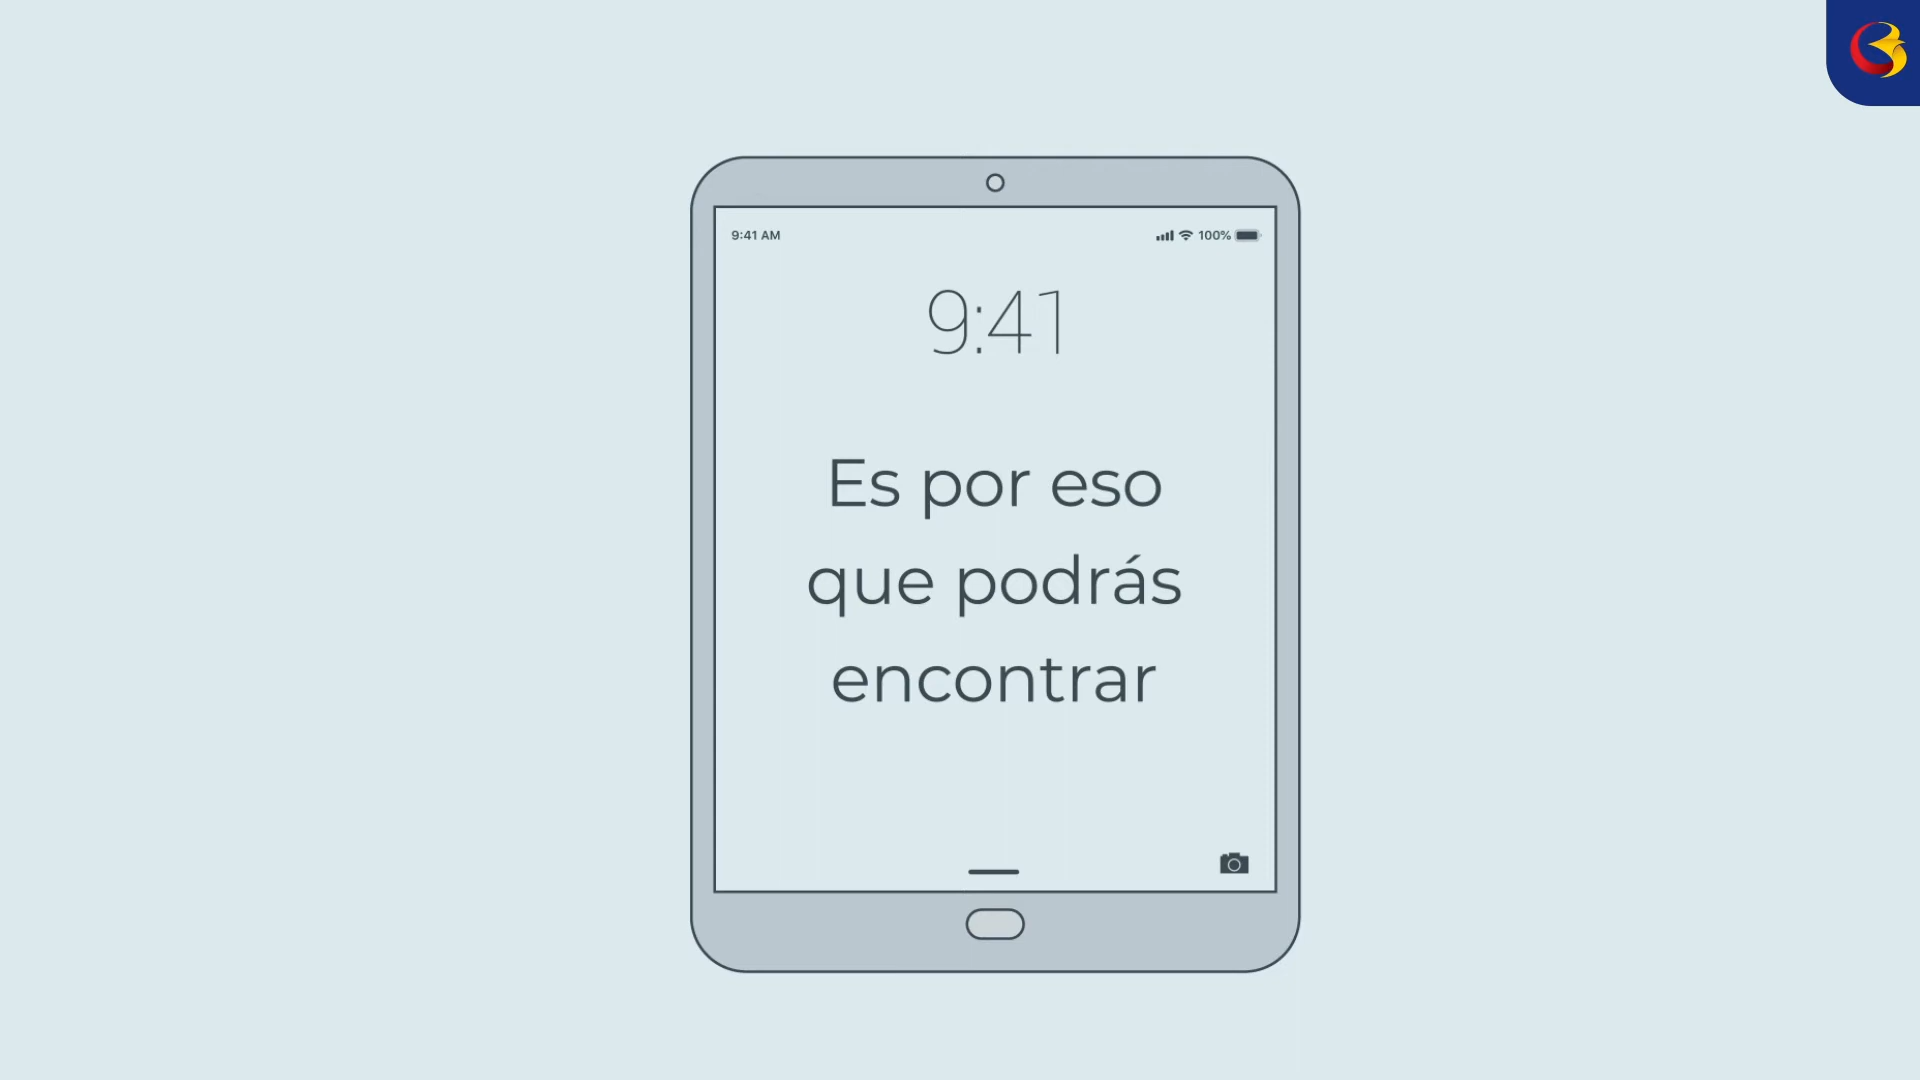 9:41 AM
100%
9:41
Es por eso
que podrás
encontrar